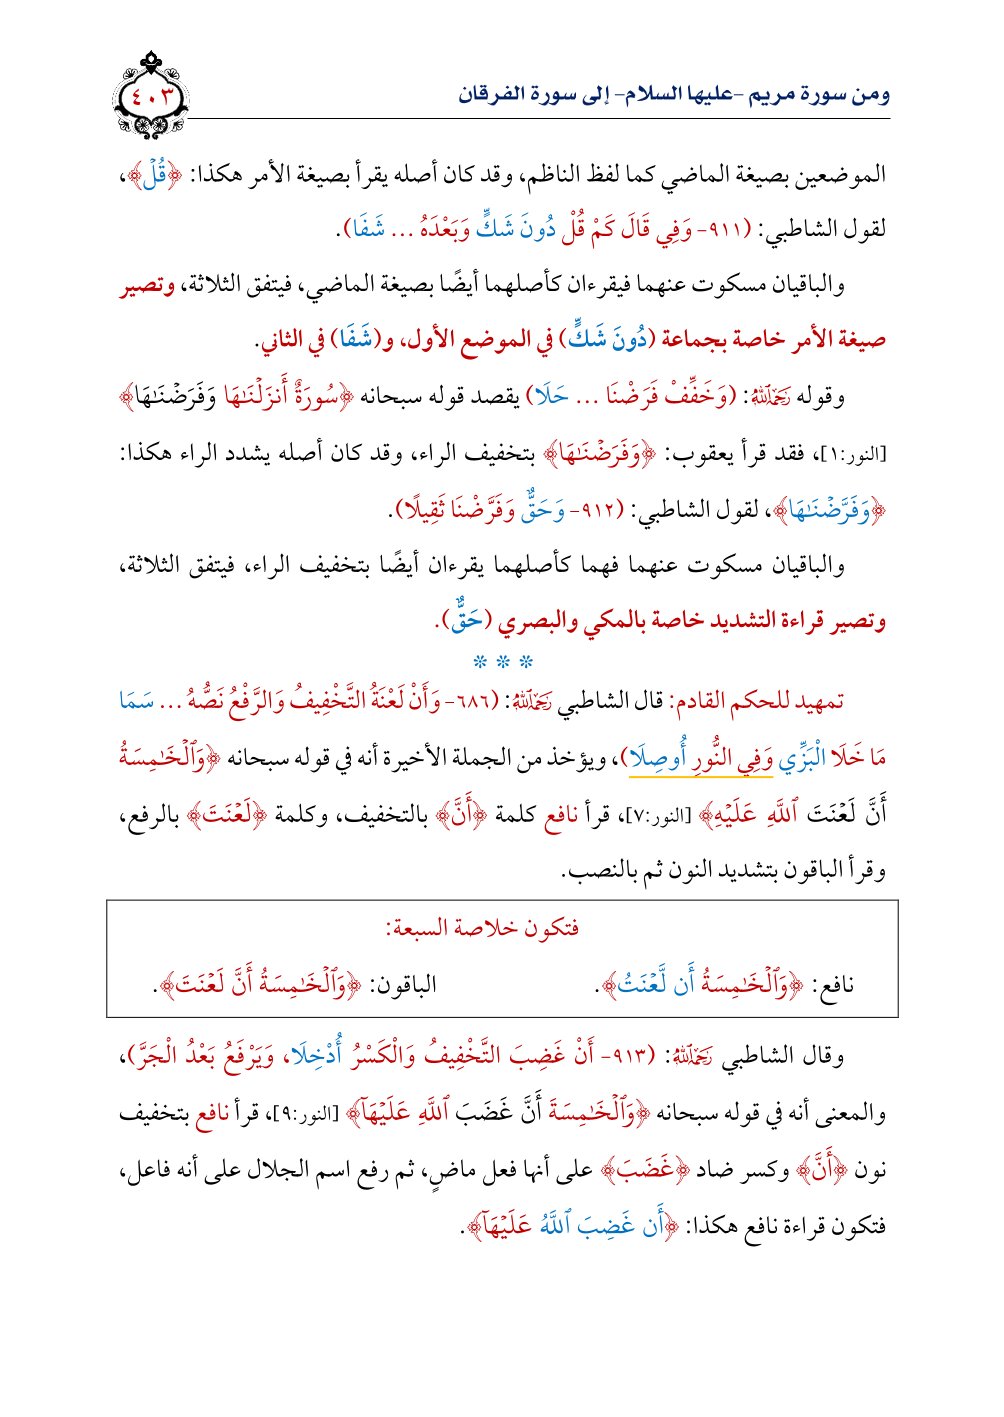 ومن سورة مريم -عليها السلام- إلى سورة الفرقان
٤٠٣
الموضعين بصيغة الماضي كما لفظ الناظم، وقد كان أصله يقرأ بصيغة الأمر هكذا: ﴿قُلْ﴾،
لقول الشاطبي: (٩١١- وَفِي قَالَ كَمْ قُلْ دُونَ شَكٍّ وَبَعْدَهُ ... شَفَا).
والباقيان مسكوت عنهما فيقرءان كأصلهما أيضًا بصيغة الماضي، فيتفق الثلاثة، وتصير
صيغة الأمر خاصة بجماعة (دُونَ شَكٍّ) في الموضع الأول، و(شَفَا) في الثاني.
وقوله رَحِمَهُ اللَّهُ: (وَخَفِّفْ فَرَضْنَا ... حَلَا) يقصد قوله سبحانه ﴿سُورَةٌ أَنزَلْنَٰهَا وَفَرَضْنَٰهَا﴾
[النور:١]، فقد قرأ يعقوب: ﴿وَفَرَضْنَٰهَا﴾ بتخفيف الراء، وقد كان أصله يشدد الراء هكذا:
﴿وَفَرَّضْنَٰهَا﴾، لقول الشاطبي: (٩١٢- وَحَقٌّ وَفَرَّضْنَا ثَقِيلًا).
والباقيان مسكوت عنهما فهما كأصلهما يقرءان أيضًا بتخفيف الراء، فيتفق الثلاثة،
وتصير قراءة التشديد خاصة بالمكي والبصري (حَقٌّ).
* * *
تمهيد للحكم القادم: قال الشاطبي رَحِمَهُ اللَّهُ: (٦٨٦- وَأَنْ لَعْنَةُ التَّخْفِيفُ وَالرَّفْعُ نَصُّهُ ... سَمَا
مَا خَلَا الْبَزِّي وَفِي النُّورِ أُوصِلَا)، ويؤخذ من الجملة الأخيرة أنه في قوله سبحانه ﴿وَٱلْخَٰمِسَةُ
أَنَّ لَعْنَتَ ٱللَّهِ عَلَيْهِ﴾ [النور:٧]، قرأ نافع كلمة ﴿أَنَّ﴾ بالتخفيف، وكلمة ﴿لَعْنَتَ﴾ بالرفع،
وقرأ الباقون بتشديد النون ثم بالنصب.
فتكون خلاصة السبعة:
نافع: ﴿وَٱلْخَٰمِسَةُ أَن لَّعْنَتُ﴾. الباقون: ﴿وَٱلْخَٰمِسَةُ أَنَّ لَعْنَتَ﴾.
وقال الشاطبي رَحِمَهُ اللَّهُ: (٩١٣- أَنْ غَضِبَ التَّخْفِيفُ وَالْكَسْرُ أُدْخِلَا، وَيَرْفَعُ بَعْدُ الْجَرَّ)،
والمعنى أنه في قوله سبحانه ﴿وَٱلْخَٰمِسَةَ أَنَّ غَضَبَ ٱللَّهِ عَلَيْهَآ﴾ [النور:٩]، قرأ نافع بتخفيف
نون ﴿أَنَّ﴾ وكسر ضاد ﴿غَضَبَ﴾ على أنها فعل ماضٍ، ثم رفع اسم الجلال على أنه فاعل،
فتكون قراءة نافع هكذا: ﴿أَن غَضِبَ ٱللَّهُ عَلَيْهَآ﴾.